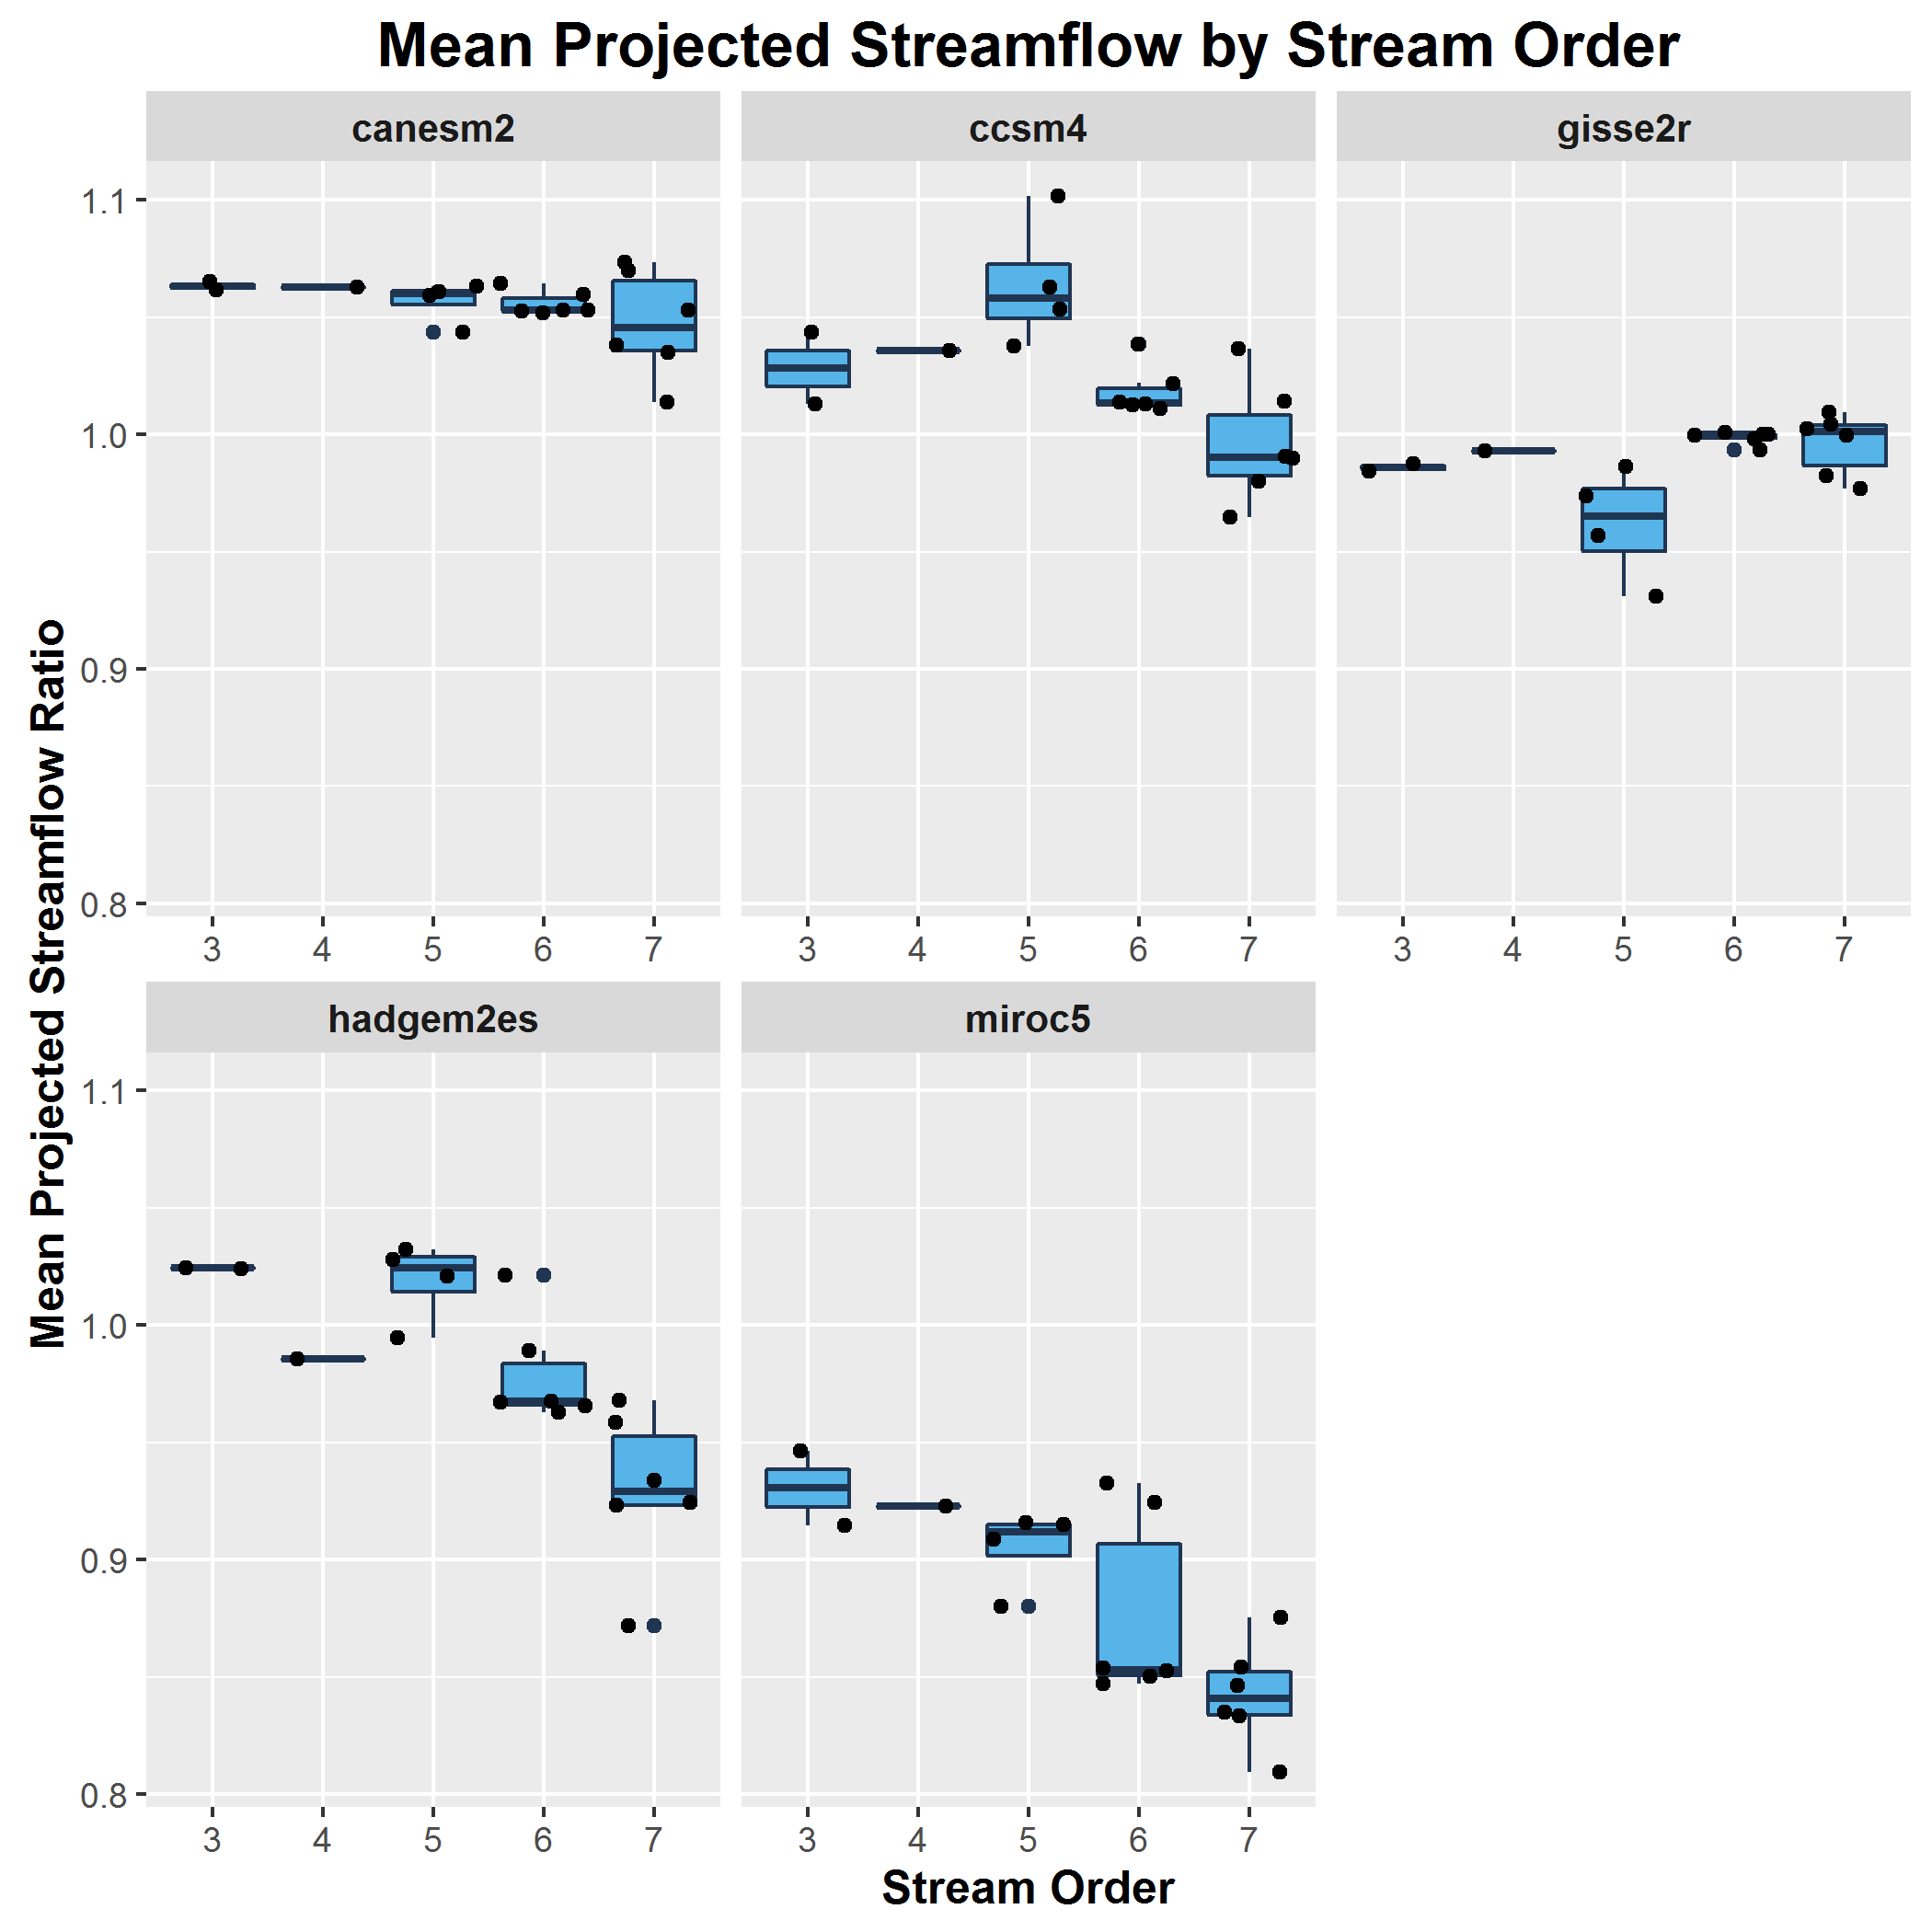 Mean Projected Streamflow by Stream Order
canesm2
ccsm4
gisse2r
1.1
1.0
0.9
0.8
3 4 5 6 7
3 4 5 6 7
3 4 5 6 7
Mean Projected Streamflow Ratio
hadgem2es
miroc5
1.1
1.0
0.9
0.8
3 4 5 6 7
3 4 5 6 7
Stream Order